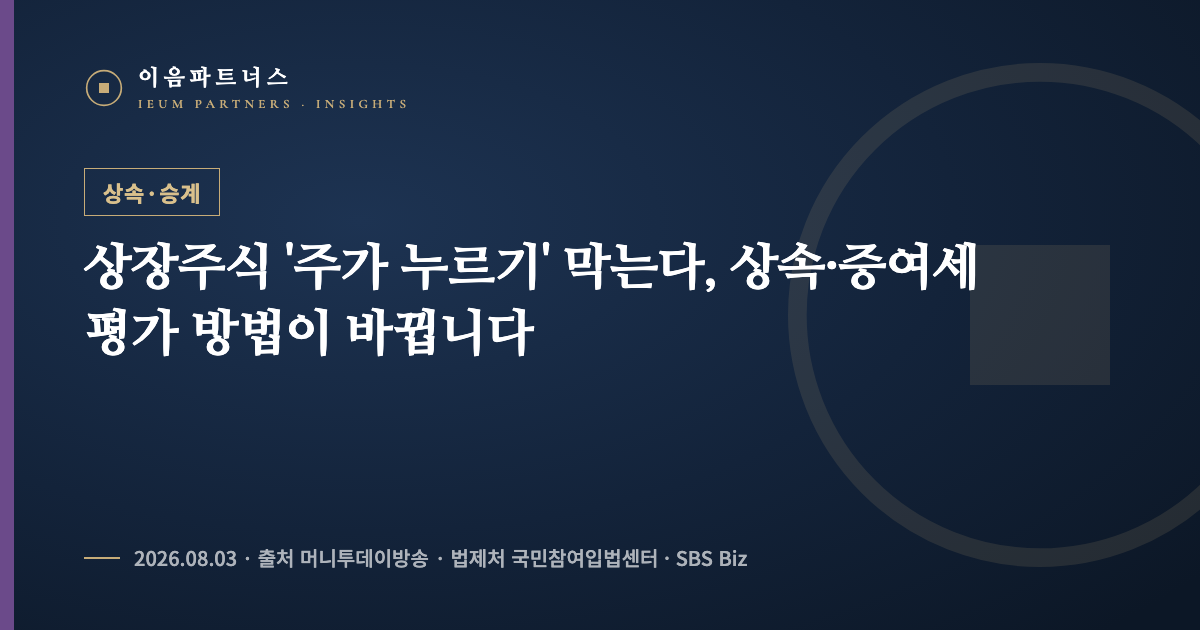 이음파트너스
IEUM PARTNERS · INSIGHTS
상속·승계
상장주식 '주가 누르기' 막는다, 상속·증여세
평가 방법이 바뀝니다
2026.08.03 · 출처 머니투데이방송 · 법제처 국민참여입법센터 · SBS Biz